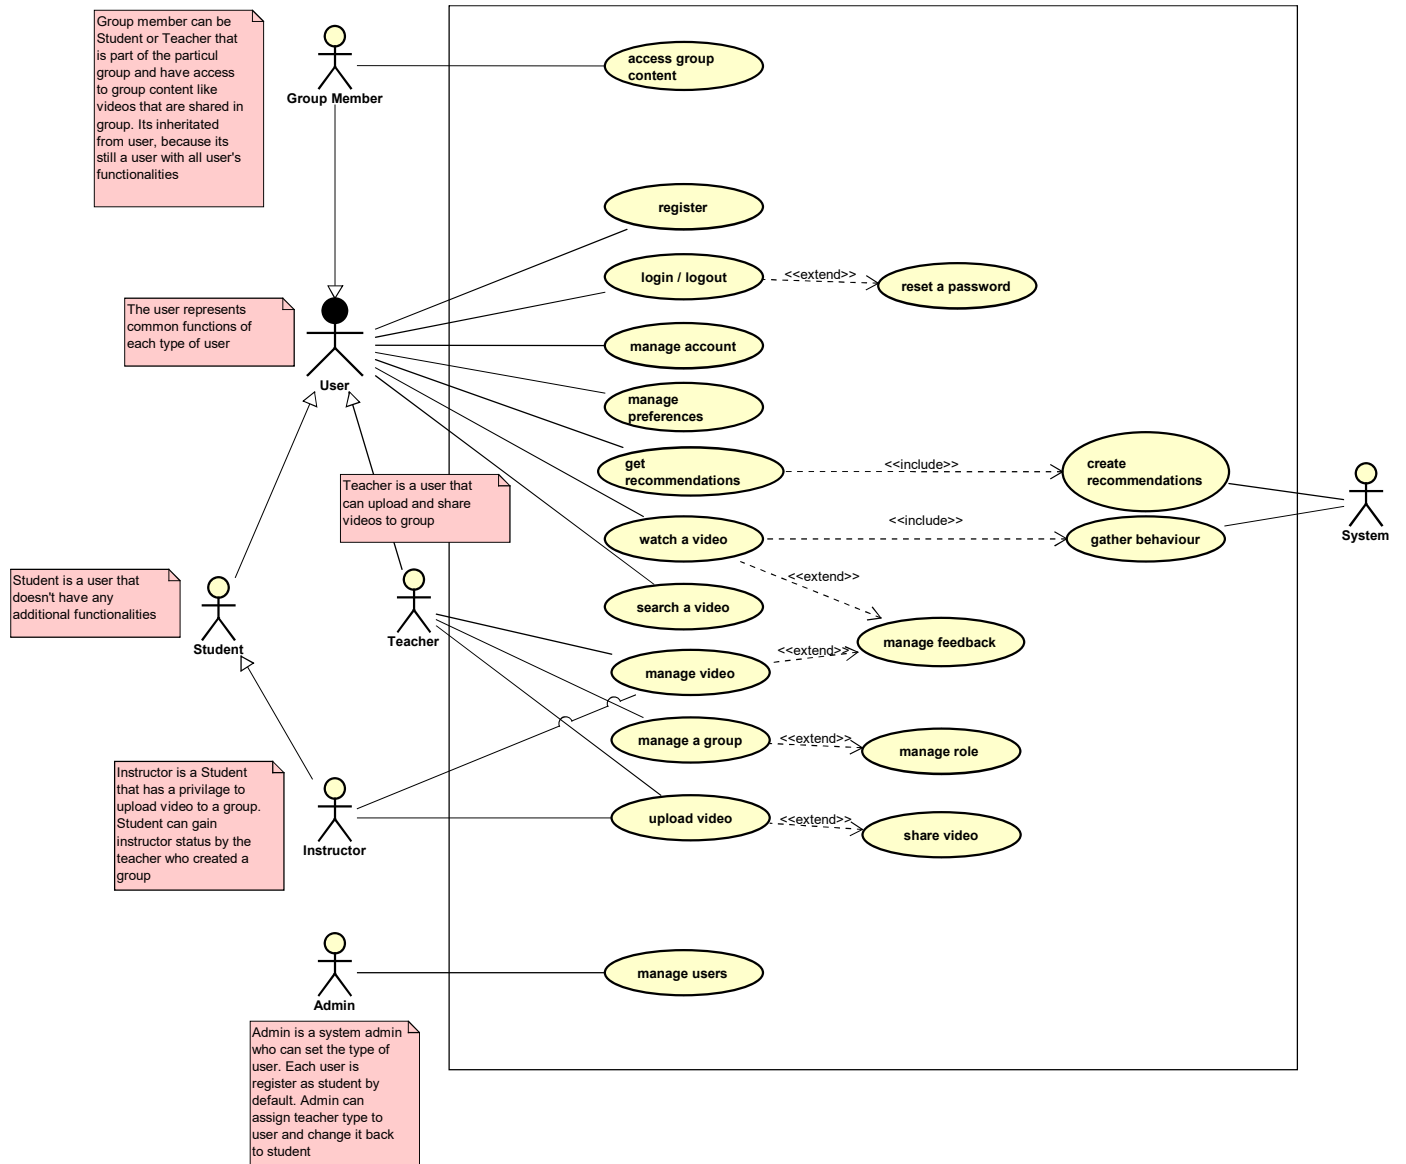 Group member can be
Student or Teacher that
is part of the particul
group and have access
to group content like
videos that are shared in
group. Its inheritated
from user, because its
still a user with all user's
functionalities
Group Member
access group
content
register
login / logout
<<extend>>
reset a password
The user represents
common functions of
each type of user
User
manage account
manage
preferences
get
recommendations
<<include>>
create
recommendations
Teacher is a user that
can upload and share
videos to group
watch a video
<<include>>
gather behaviour
System
<<extend>>
Student is a user that
doesn't have any
additional functionalities
Student
Teacher
search a video
manage feedback
manage video
<<extend>>
manage a group
<<extend>>
manage role
Instructor is a Student
that has a privilage to
upload video to a group.
Student can gain
instructor status by the
teacher who created a
group
Instructor
upload video
<<extend>>
share video
Admin
manage users
Admin is a system admin
who can set the type of
user. Each user is
register as student by
default. Admin can
assign teacher type to
user and change it back
to student